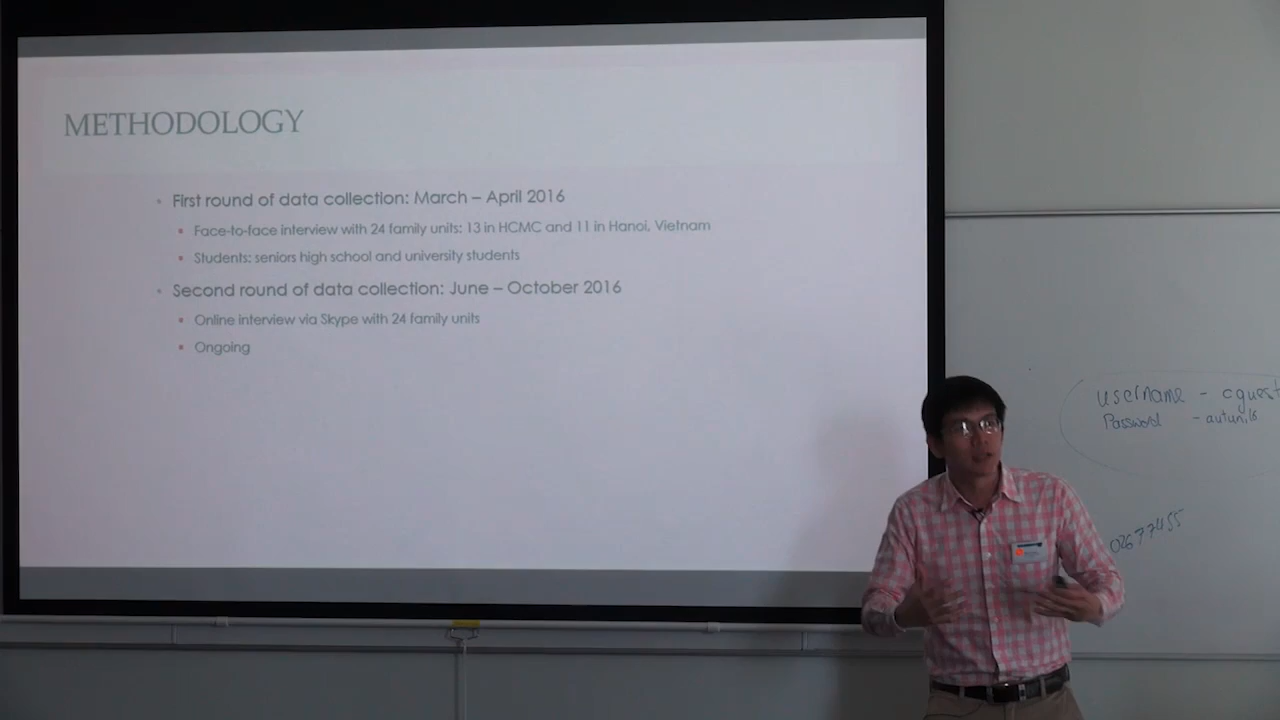 METHODOLOGY
• First round of data collection: March – April 2016
• Face-to-face interview with 24 family units: 13 in HCMC and 11 in Hanoi, Vietnam
• Students: seniors high school and university students
• Second round of data collection: June – October 2016
• Online interview via Skype with 24 family units
• Ongoing
username -
Password -